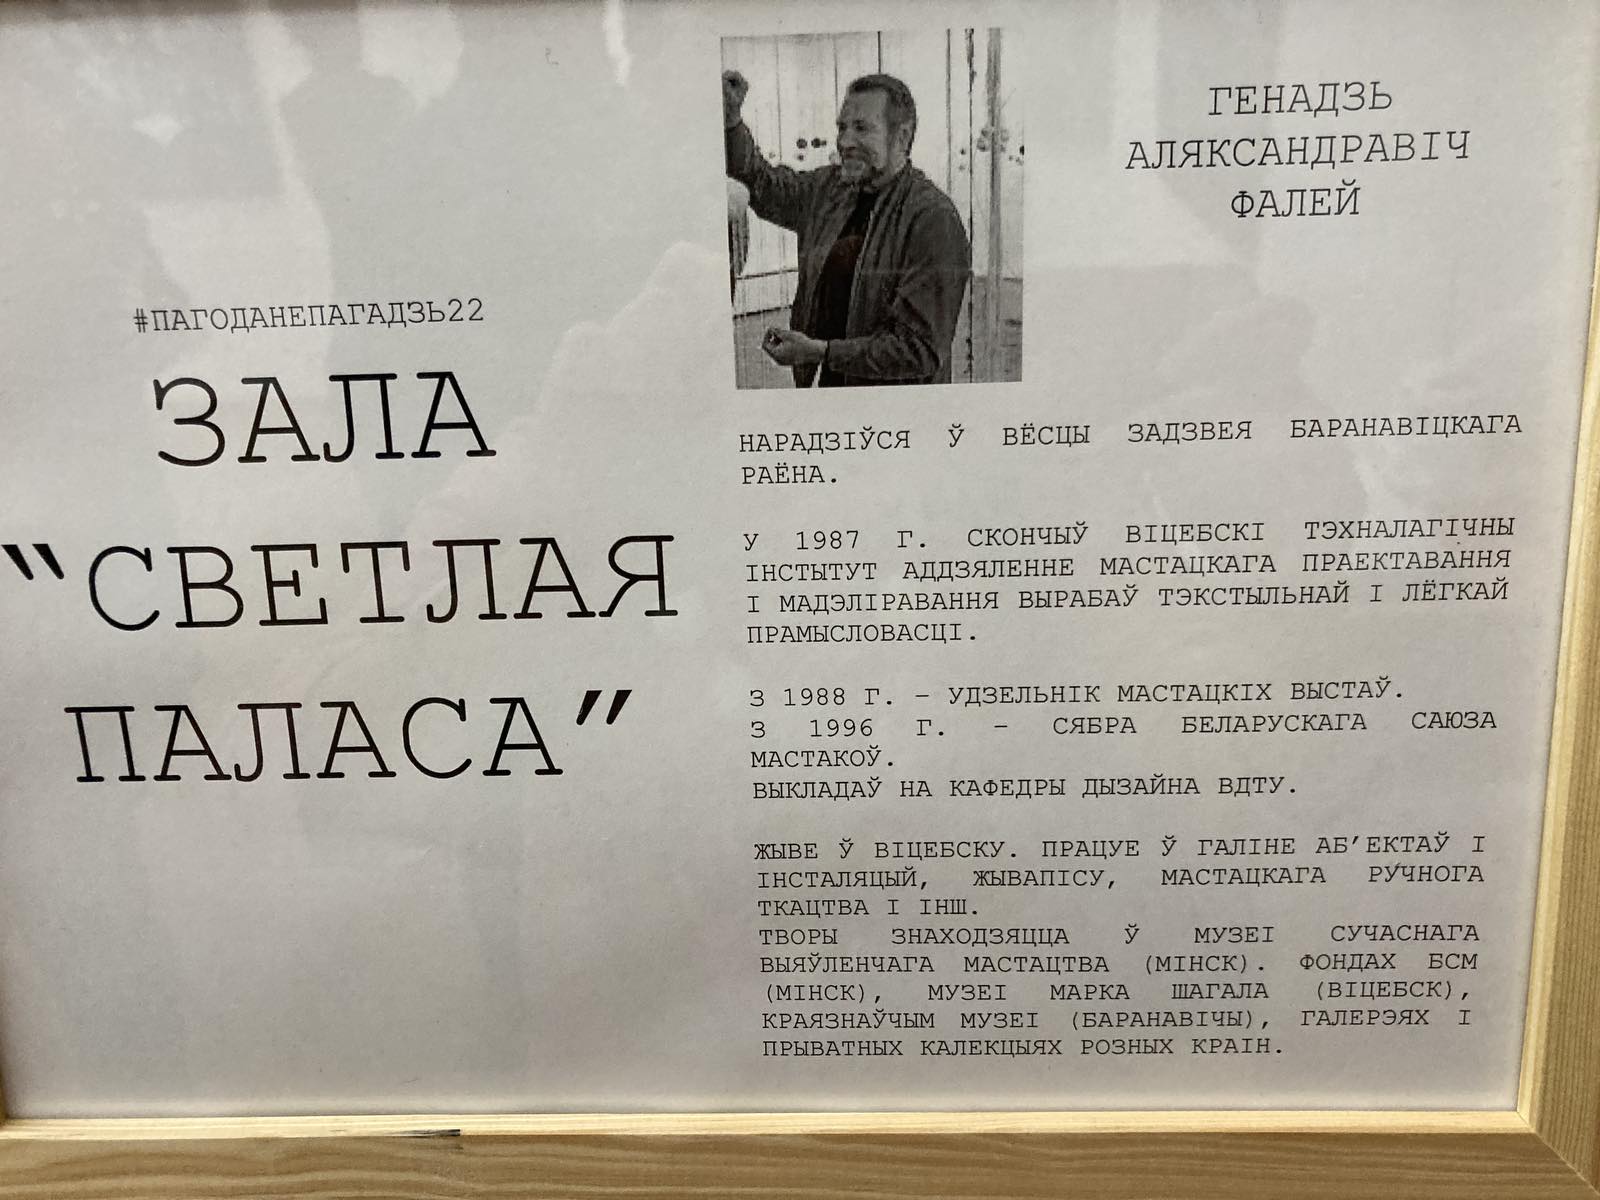 #ПАГОДАНЕПАГАДЗЬ22
ЗАЛА
"СВЕТЛАЯ
ПАЛАСА"
ГЕНАДЗЬ
АЛЯКСАНДРАВІЧ
ФАЛЕЙ
НАРАДЗІЎСЯ Ў ВЁСЦЫ ЗАДЗВЕЯ БАРАНАВІЦКАГА
РАЁНА.
У 1987 Г. СКОНЧЫЎ ВІЦЕБСКІ ТЭХНАЛАГІЧНЫ
ІНСТЫТУТ АДДЗЯЛЕННЕ МАСТАЦКАГА ПРАЕКТАВАННЯ
І МАДЭЛІРАВАННЯ ВЫРАБАЎ ТЭКСТЫЛЬНАЙ І ЛЁГКАЙ
ПРАМЫСЛОВАСЦІ.
З 1988 Г. – УДЗЕЛЬНІК МАСТАЦКІХ ВЫСТАЎ.
З 1996 Г. – СЯБРА БЕЛАРУСКАГА САЮЗА
МАСТАКОЎ.
ВЫКЛАДАЎ НА КАФЕДРЫ ДЫЗАЙНА ВДТУ.
ЖЫВЕ Ў ВІЦЕБСКУ. ПРАЦУЕ Ў ГАЛІНЕ АБ'ЕКТАЎ І
ІНСТАЛЯЦЫЙ, ЖЫВАПІСУ, МАСТАЦКАГА РУЧНОГА
ТКАЦТВА І ІНШ.
ТВОРЫ ЗНАХОДЗЯЦЦА Ў МУЗЕІ СУЧАСНАГА
ВЫЯЎЛЕНЧАГА МАСТАЦТВА (МІНСК). ФОНДАХ БСМ
(МІНСК), МУЗЕІ МАРКА ШАГАЛА (ВІЦЕБСК),
КРАЯЗНАЎЧЫМ МУЗЕІ (БАРАНАВІЧЫ), ГАЛЕРЭЯХ І
ПРЫВАТНЫХ КАЛЕКЦЫЯХ РОЗНЫХ КРАІН.